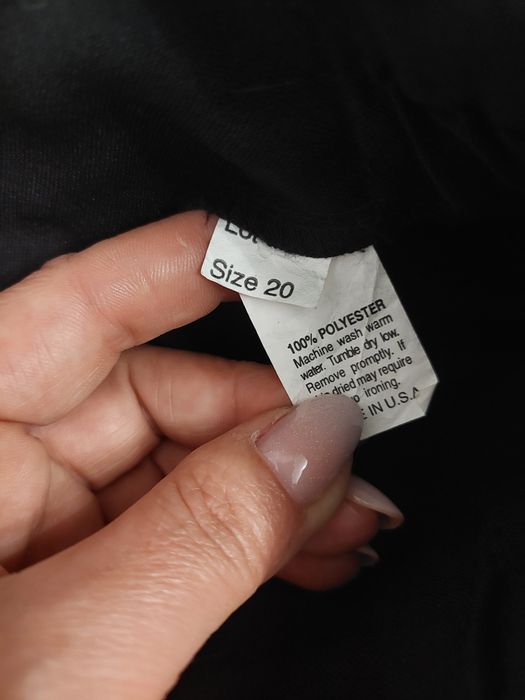 Size 20
100% POLYESTER
Machine wash warm
water. Tumble dry low.
Remove promptly. If
dried may require
ironing.
IN U.S.A